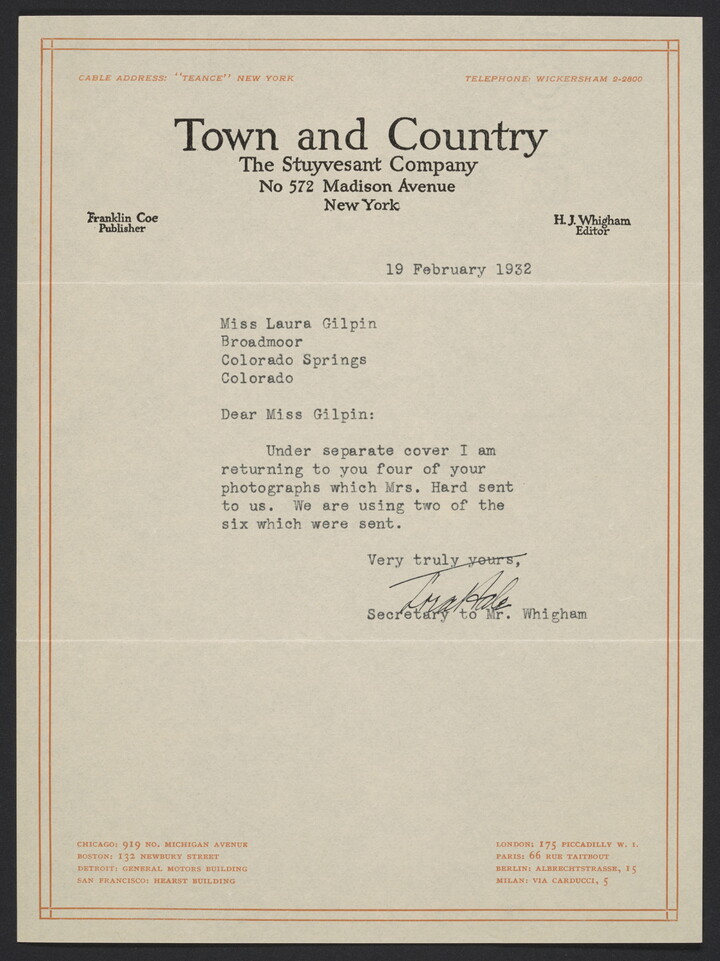 CABLE ADDRESS: "TEANCE" NEW YORK
TELEPHONE: WICKERSHAM 2-2800
Town and Country
The Stuyvesant Company
No 572 Madison Avenue
New York
Franklin Coe
Publisher
H. J. Whigham
Editor
19 February 1932
Miss Laura Gilpin
Broadmoor
Colorado Springs
Colorado
Dear Miss Gilpin:
Under separate cover I am
returning to you four of your
photographs which Mrs. Hard sent
to us. We are using two of the
six which were sent.
Very truly yours,
Secretary to Mr. Whigham
CHICAGO: 919 NO. MICHIGAN AVENUE
BOSTON: 132 NEWBURY STREET
DETROIT: GENERAL MOTORS BUILDING
SAN FRANCISCO: HEARST BUILDING
LONDON: 175 PICCADILLY W. 1.
PARIS: 66 RUE TAITBOUT
BERLIN: ALBRECHTSTRASSE, 15
MILAN: VIA CARDUCCI, 5